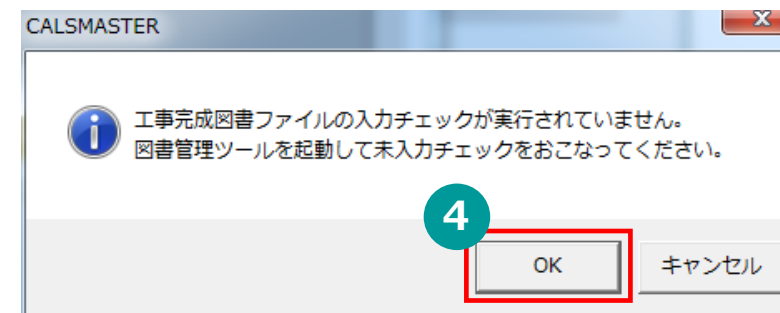 CALSMASTER
工事完成図書ファイルの入力チェックが実行されていません。
図書管理ツールを起動して未入力チェックをおこなってください。
4
OK
キャンセル